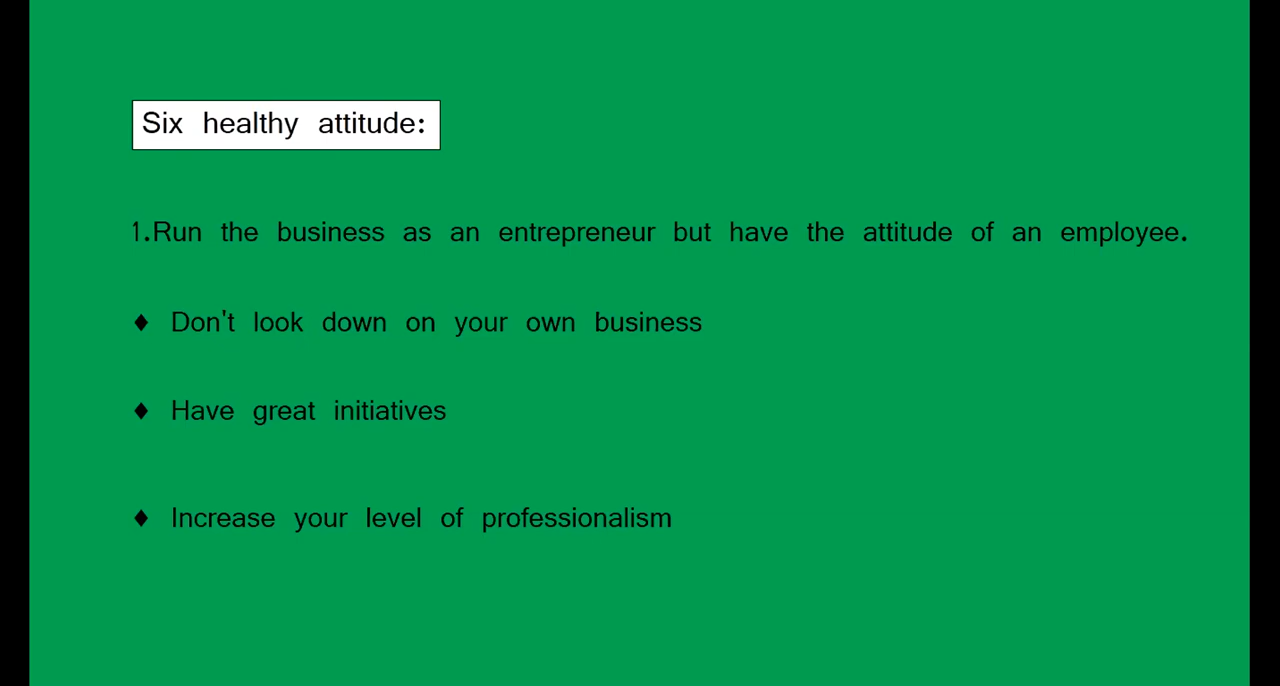 Six healthy attitude:
1.Run the business as an entrepreneur but have the attitude of an employee.
♦ Don't look down on your own business
♦ Have great initiatives
♦ Increase your level of professionalism